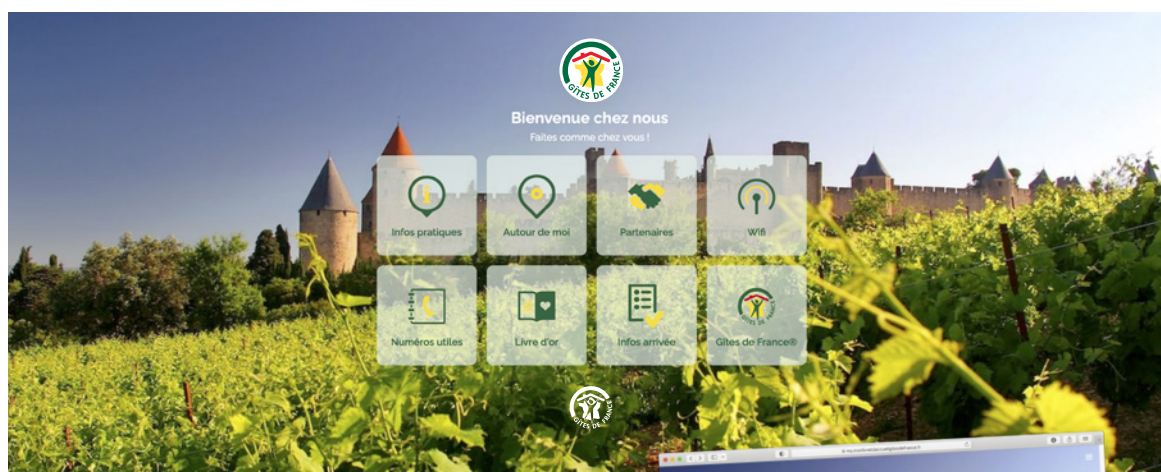 GÎTES DE FRANCE
Bienvenue chez nous
Faites comme chez vous !
Infos pratiques
Autour de moi
Partenaires
Wifi
Numéros utiles
Livre d'or
Infos arrivée
GÎTES DE FRANCE
Gîtes de France®
GÎTES DE FRANCE